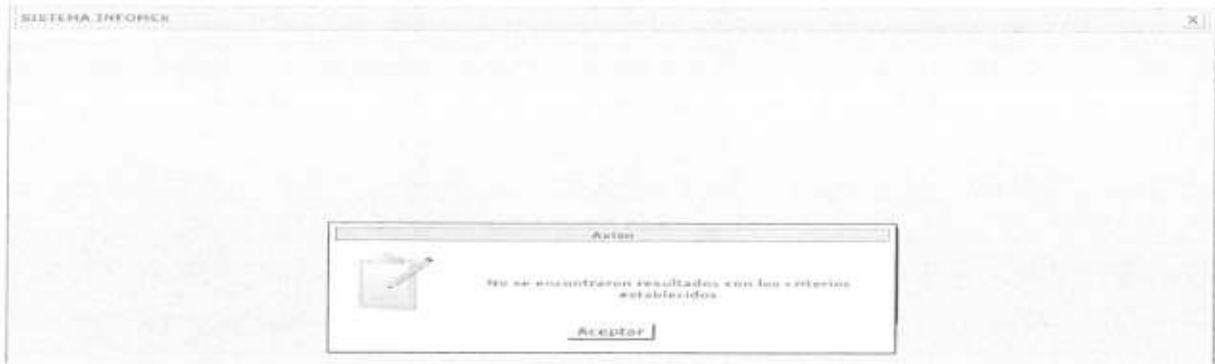 SISTEMA INFOMEX
Aviso
No se encontraron resultados con los criterios
establecidos
Aceptar